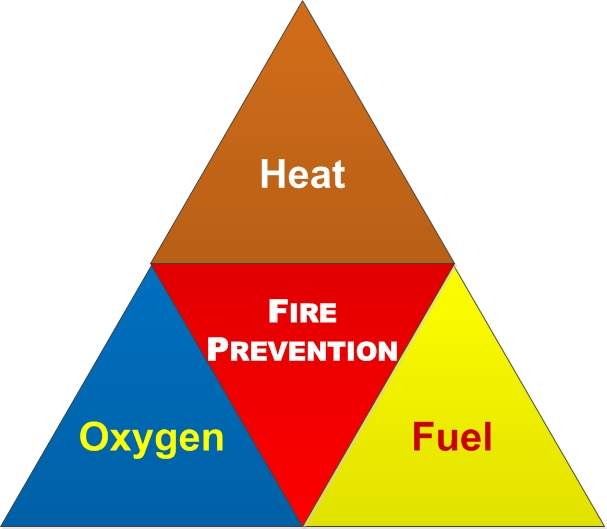 Heat
FIRE
PREVENTION
Oxygen
Fuel